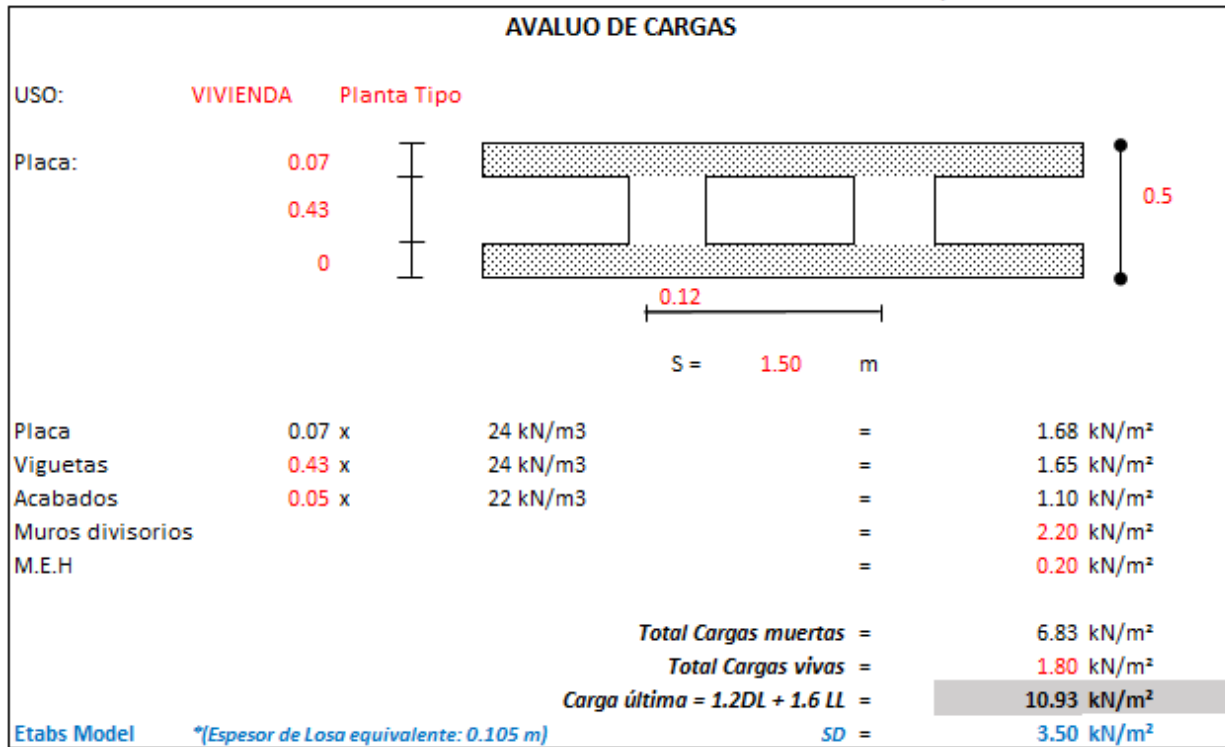 AVALUO DE CARGAS
USO: VIVIENDA Planta Tipo
Placa: 0.07
0.5
0.43
0
0.12
S = 1.50 m
Placa 0.07 x 24 kN/m3 = 1.68 kN/m²
Viguetas 0.43 x 24 kN/m3 = 1.65 kN/m²
Acabados 0.05 x 22 kN/m3 = 1.10 kN/m²
Muros divisorios = 2.20 kN/m²
M.E.H = 0.20 kN/m²
Total Cargas muertas = 6.83 kN/m²
Total Cargas vivas = 1.80 kN/m²
Carga última = 1.2DL + 1.6 LL = 10.93 kN/m²
Etabs Model *(Espesor de Losa equivalente: 0.105 m) SD = 3.50 kN/m²